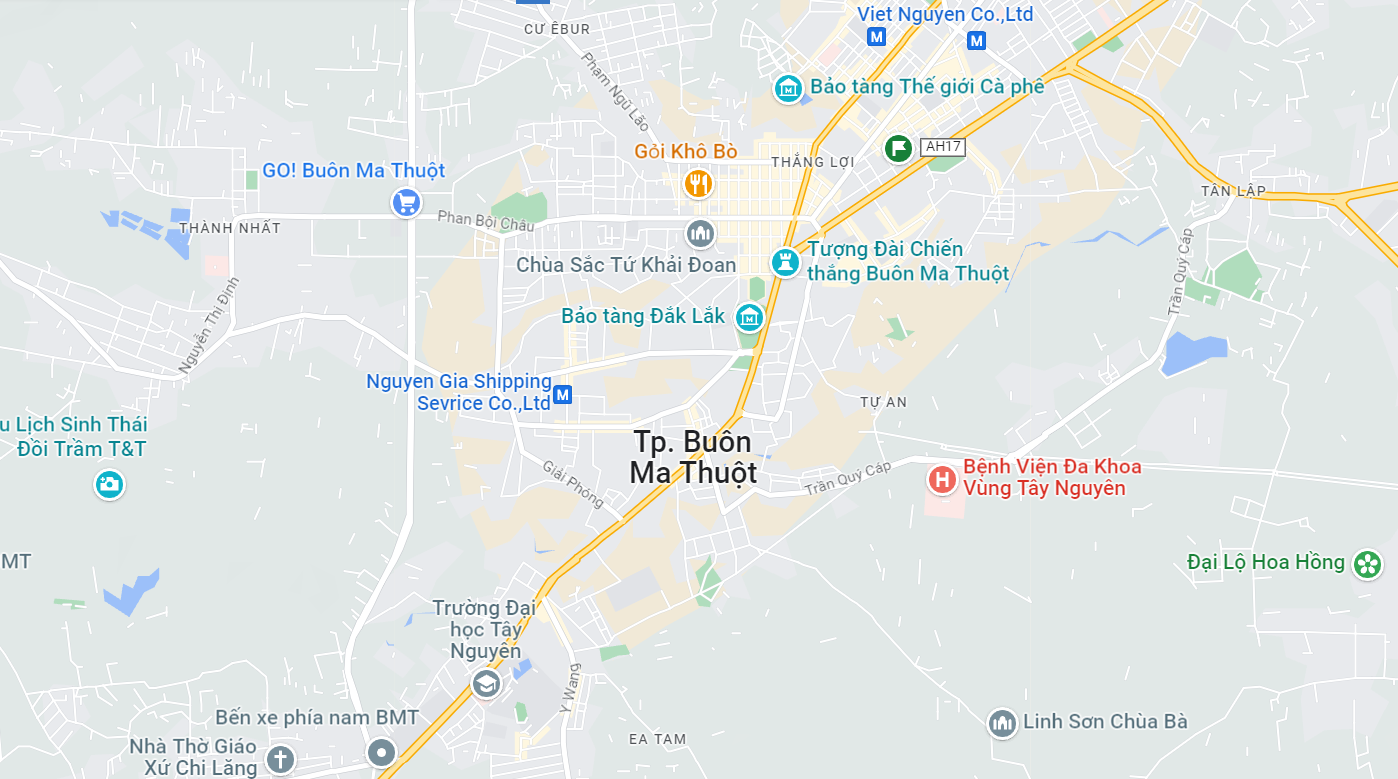 Viet Nguyen Co.,Ltd
CƯ ÊBUR
Phạm Ngũ Lão
Bảo tàng Thế giới Cà phê
AH17
Gỏi Khô Bò
THẮNG LỢI
GO! Buôn Ma Thuột
TÂN LẬP
Phan Bội Châu
THÀNH NHẤT
Chùa Sắc Tứ Khải Đoan
Tượng Đài Chiến
thắng Buôn Ma Thuột
Trần Quý Cáp
Nguyễn Thị Định
Bảo tàng Đắk Lắk
Nguyen Gia Shipping
Sevrice Co.,Ltd
TỰ AN
u Lịch Sinh Thái
Đồi Trầm T&T
Tp. Buôn
Ma Thuột
Giải Phóng
Trần Quý Cáp
Bệnh Viện Đa Khoa
Vùng Tây Nguyên
MT
Đại Lộ Hoa Hồng
Trường Đại
học Tây
Nguyên
Y Wang
Bến xe phía nam BMT
Linh Sơn Chùa Bà
EA TAM
Nhà Thờ Giáo
Xứ Chi Lăng